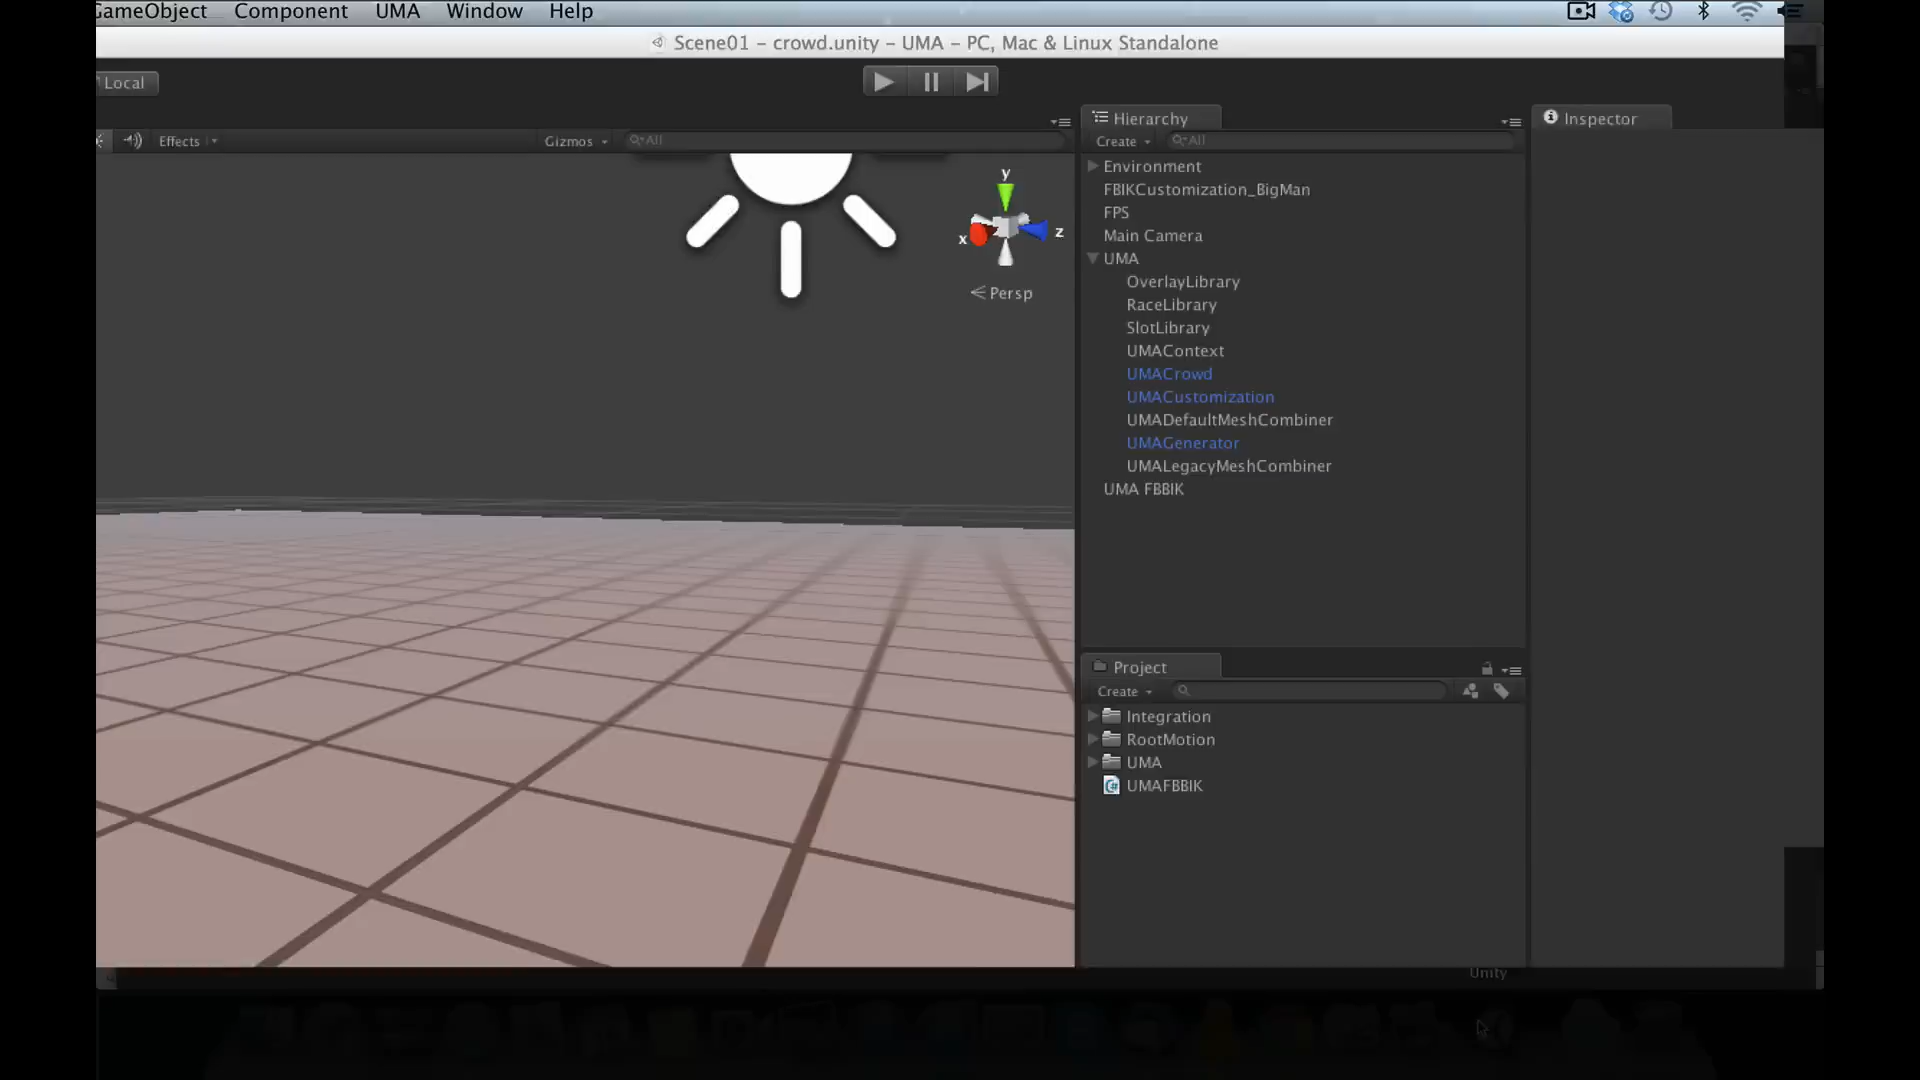 GameObject Component UMA Window Help
Scene01 – crowd.unity – UMA – PC, Mac & Linux Standalone
Local
Hierarchy
Inspector
Effects
Gizmos
All
Create
All
Environment
FBIKCustomization_BigMan
FPS
Main Camera
UMA
OverlayLibrary
RaceLibrary
SlotLibrary
UMAContext
UMACrowd
UMACustomization
UMADefaultMeshCombiner
UMAGenerator
UMALegacyMeshCombiner
UMA FBBIK
y
x
z
Persp
Project
Create
Integration
RootMotion
UMA
UMAFBBIK
Unity